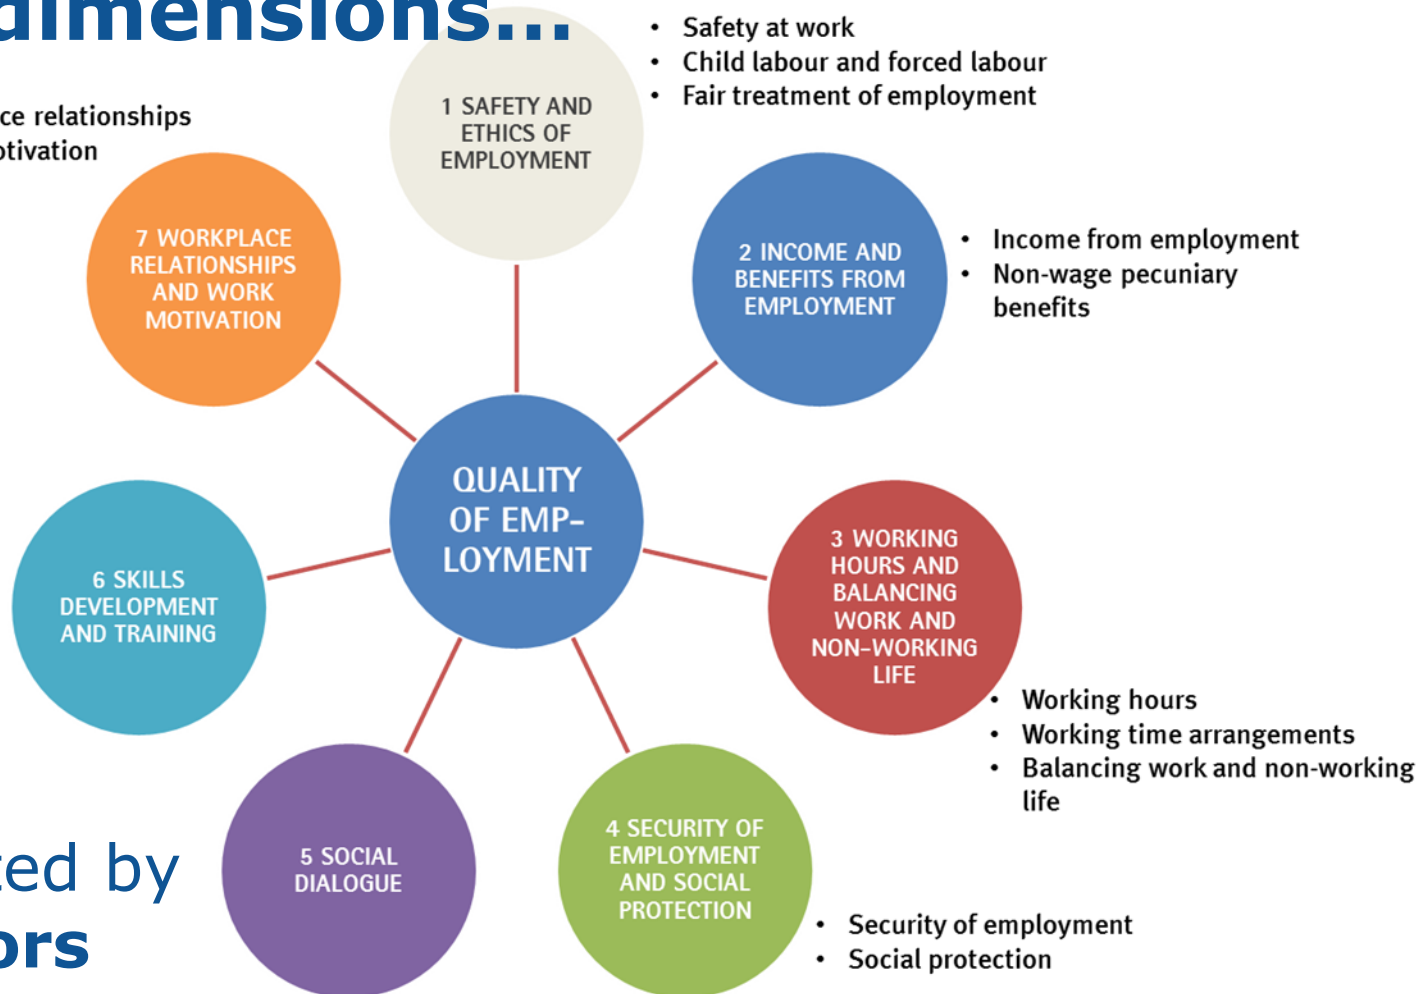 dimensions...
• Safety at work
• Child labour and forced labour
• Fair treatment of employment
ce relationships
otivation
1 SAFETY AND
ETHICS OF
EMPLOYMENT
7 WORKPLACE
RELATIONSHIPS
AND WORK
MOTIVATION
2 INCOME AND
BENEFITS FROM
EMPLOYMENT
• Income from employment
• Non-wage pecuniary
benefits
QUALITY
OF EMP-
LOYMENT
6 SKILLS
DEVELOPMENT
AND TRAINING
3 WORKING
HOURS AND
BALANCING
WORK AND
NON-WORKING
LIFE
• Working hours
• Working time arrangements
• Balancing work and non-working
life
5 SOCIAL
DIALOGUE
4 SECURITY OF
EMPLOYMENT
AND SOCIAL
PROTECTION
• Security of employment
• Social protection
ted by
ors